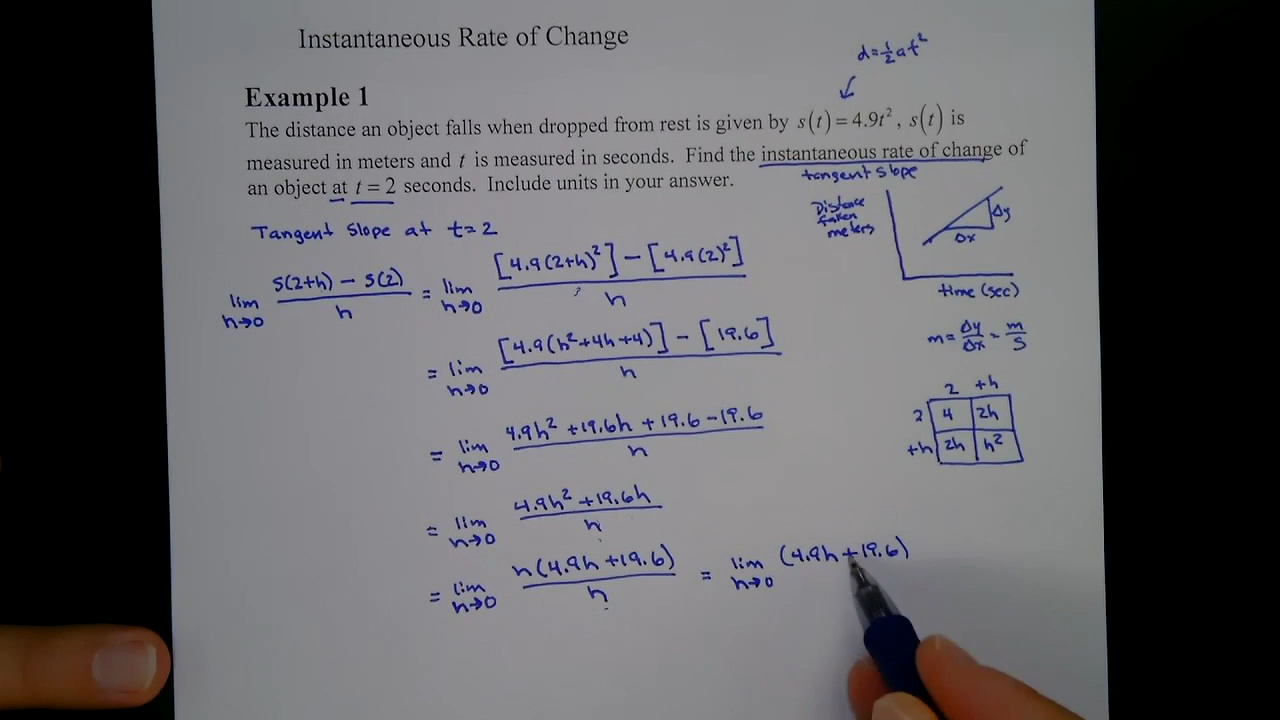 Instantaneous Rate of Change
d=½at²
Example 1
The distance an object falls when dropped from rest is given by s(t) = 4.9t², s(t) is
measured in meters and t is measured in seconds. Find the instantaneous rate of change of
an object at t = 2 seconds. Include units in your answer.
tangent slope
Distance
meters
Δy
Δx
time (sec)
m = Δy/Δx = m/s
2 +h
2 4 2h
+h 2h h²
Tangent Slope at t=2
lim h→0 (s(2+h) − s(2))/h = lim h→0 ([4.9(2+h)²] − [4.9(2)²])/h
= lim h→0 ([4.9(h²+4h+4)] − [19.6])/h
= lim h→0 (4.9h² + 19.6h + 19.6 − 19.6)/h
= lim h→0 (4.9h² + 19.6h)/h
= lim h→0 h(4.9h + 19.6)/h = lim h→0 (4.9h + 19.6)